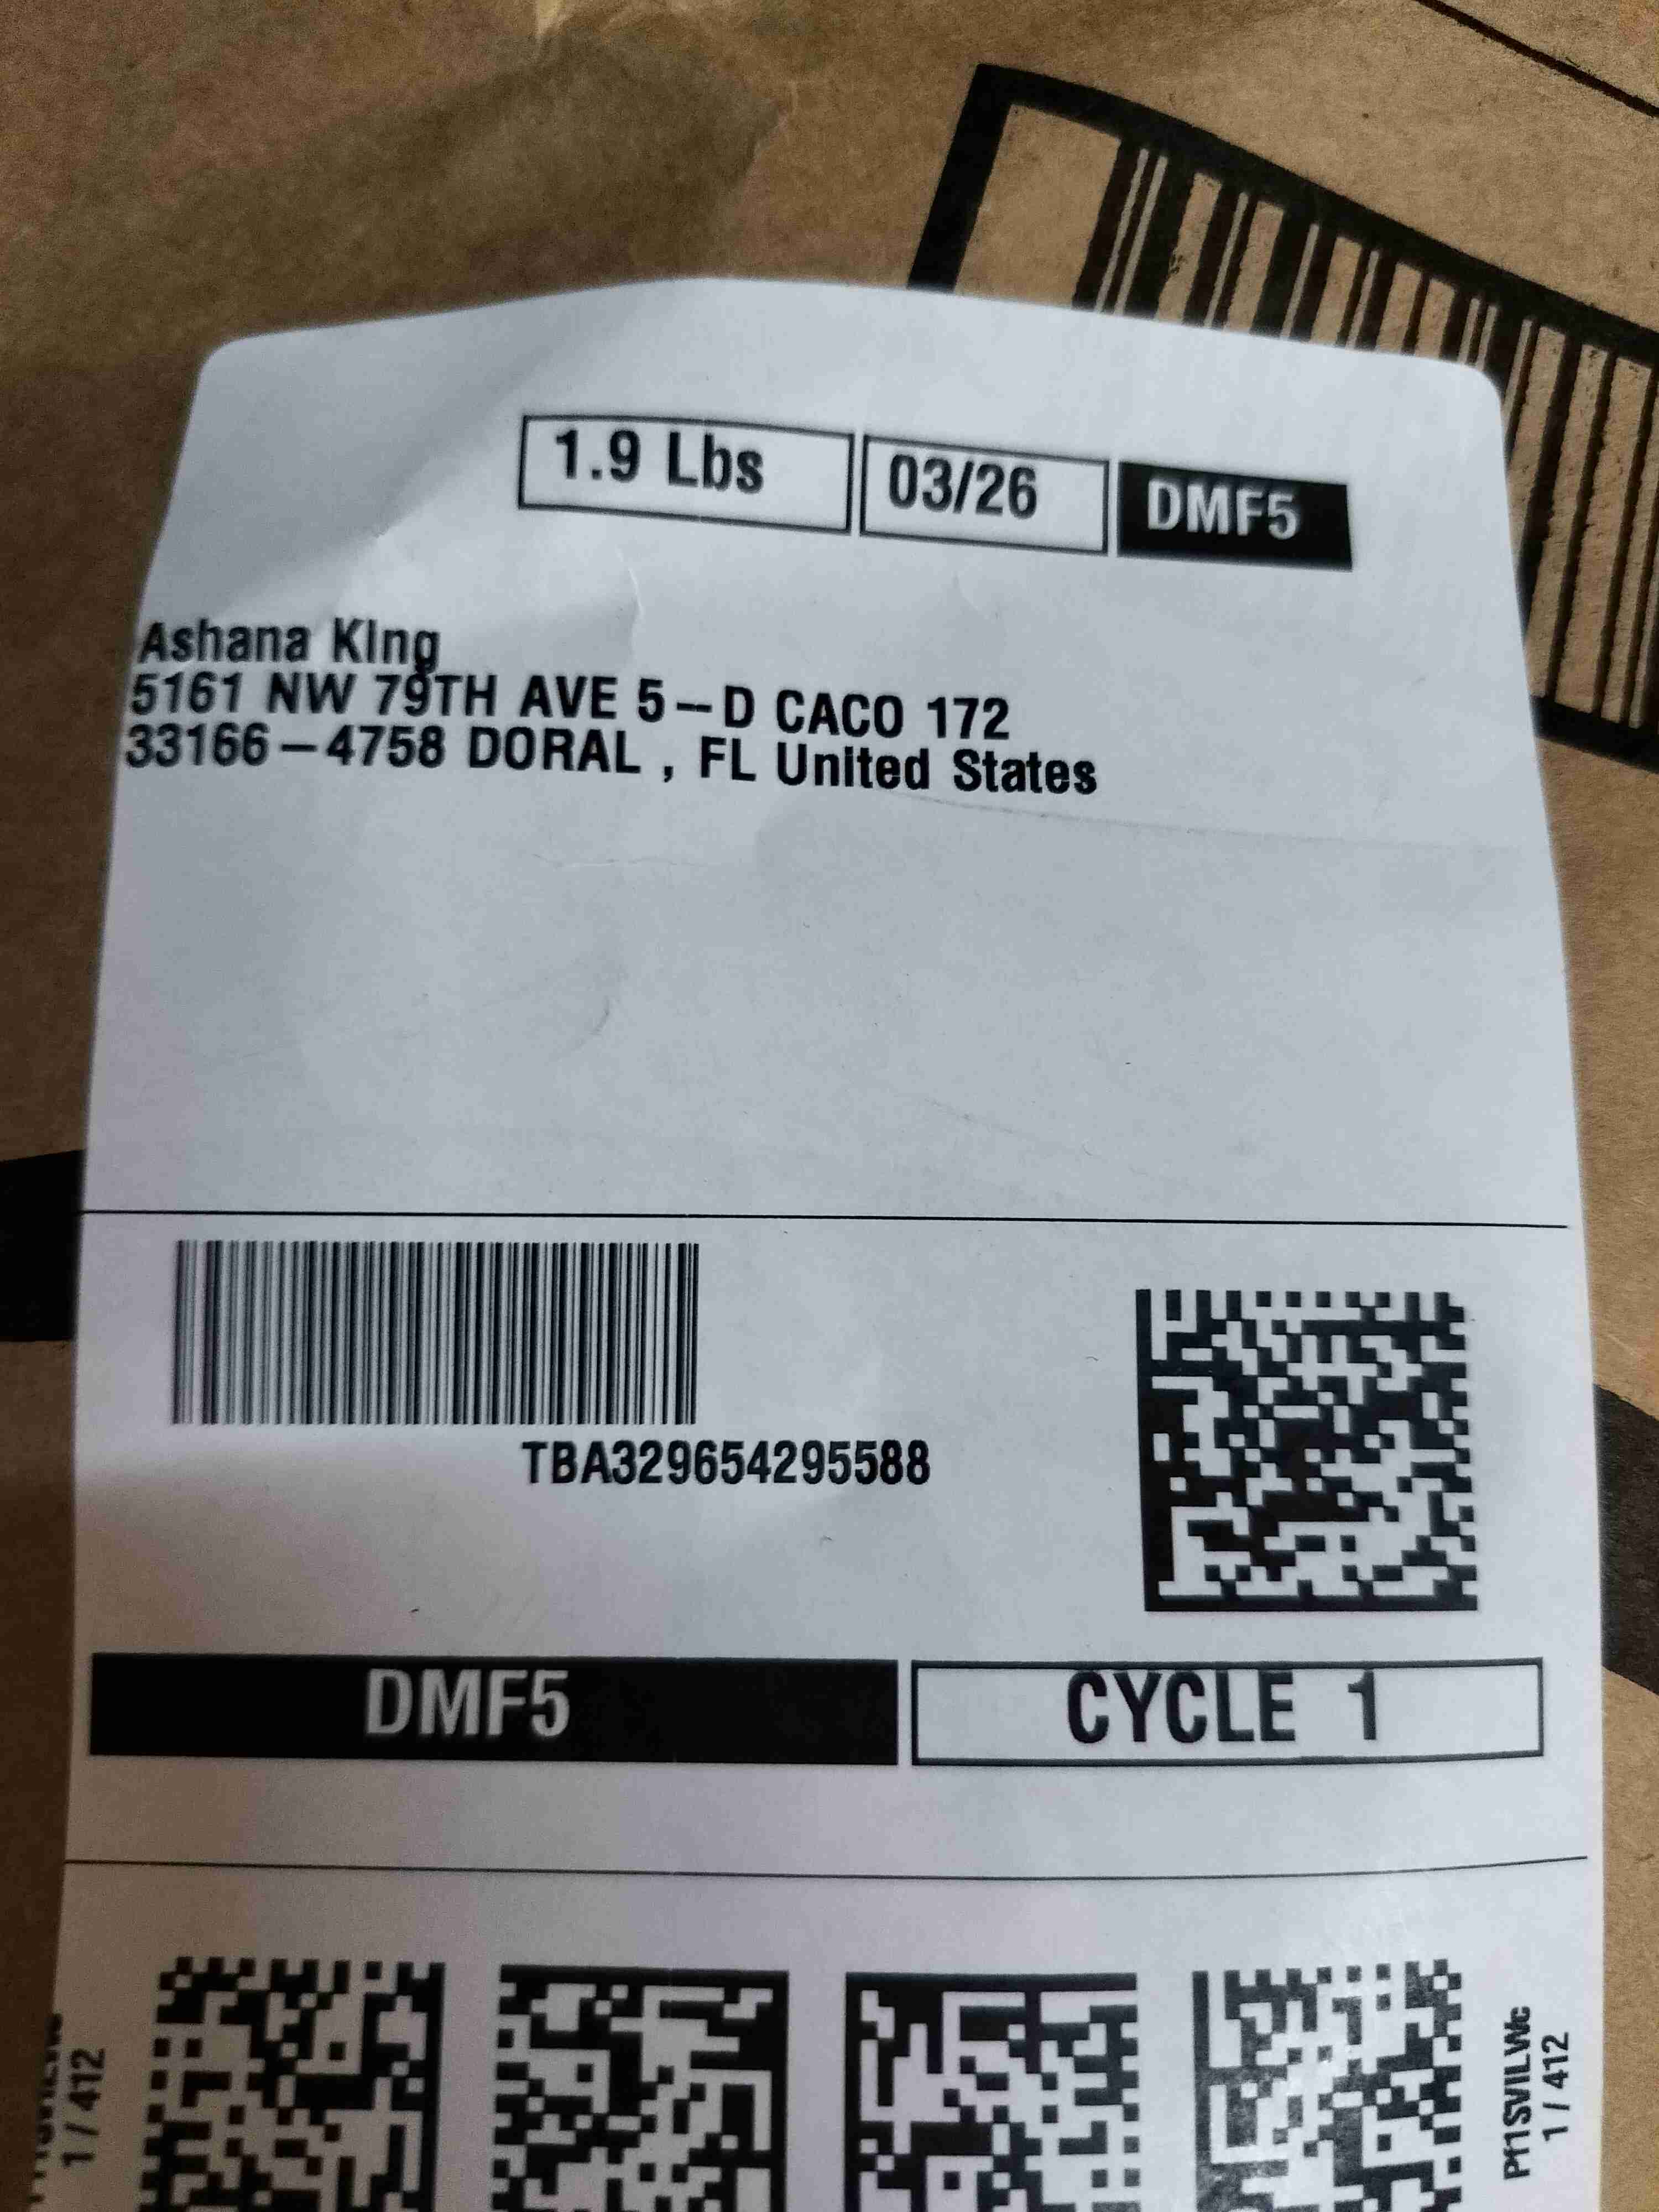 1.9 Lbs 03/26 DMF5
Ashana KIng
5161 NW 79TH AVE 5-D CACO 172
33166-4758 DORAL , FL United States
TBA329654295588
DMF5 CYCLE 1
1/412
Pf1SVILWc
1/412